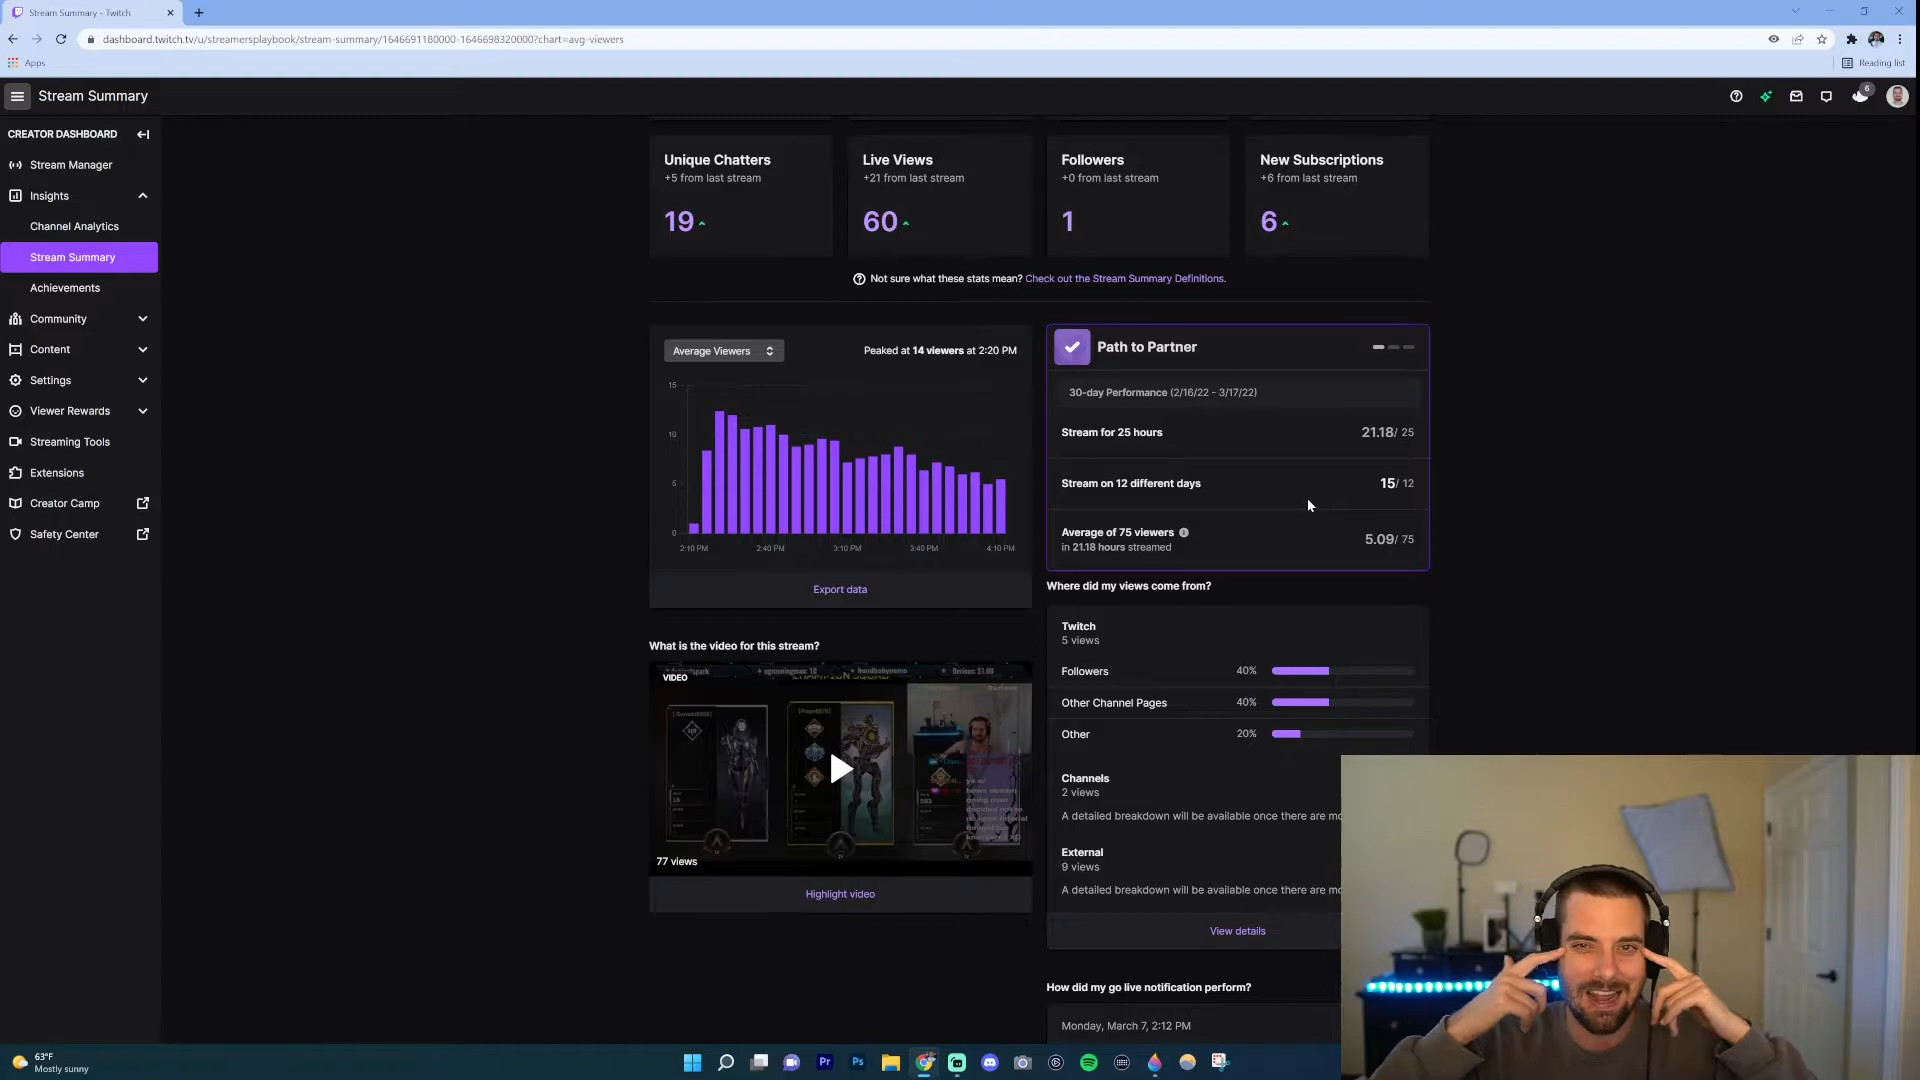 Stream Summary - Twitch
dashboard.twitch.tv/u/streamersplaybook/stream-summary/1646691180000-1646698320000?chart=avg-viewers
Apps
Reading list
Stream Summary
6
CREATOR DASHBOARD
Stream Manager
Insights
Channel Analytics
Stream Summary
Achievements
Community
Content
Settings
Viewer Rewards
Streaming Tools
Extensions
Creator Camp
Safety Center
Unique Chatters
+5 from last stream
19
Live Views
+21 from last stream
60
Followers
+0 from last stream
1
New Subscriptions
+6 from last stream
6
Not sure what these stats mean? Check out the Stream Summary Definitions.
Average Viewers
Peaked at 14 viewers at 2:20 PM
15
10
5
0
2:10 PM 2:40 PM 3:10 PM 3:40 PM 4:10 PM
Export data
Path to Partner
30-day Performance (2/16/22 - 3/17/22)
Stream for 25 hours 21.18/ 25
Stream on 12 different days 15/ 12
Average of 75 viewers
in 21.18 hours streamed
5.09/ 75
What is the video for this stream?
VIDEO
77 views
Highlight video
Where did my views come from?
Twitch
5 views
Followers 40%
Other Channel Pages 40%
Other 20%
Channels
2 views
A detailed breakdown will be available once there are
External
9 views
A detailed breakdown will be available once there are
View details
How did my go live notification perform?
Monday, March 7, 2:12 PM
63°F
Mostly sunny
Pr
Ps